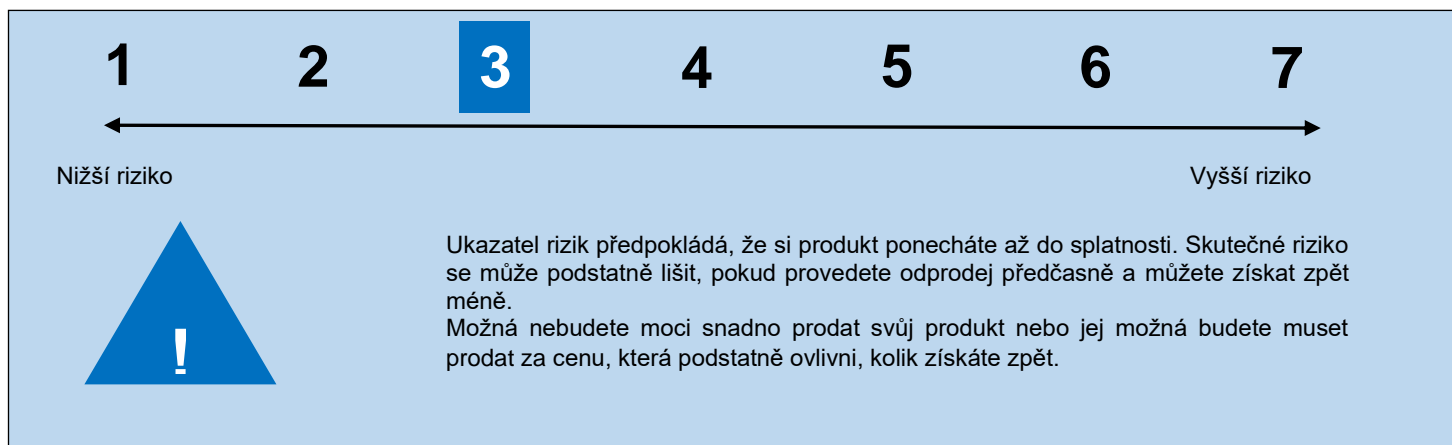 1 2 3 4 5 6 7
Nižší riziko Vyšší riziko
Ukazatel rizik předpokládá, že si produkt ponecháte až do splatnosti. Skutečné riziko
se může podstatně lišit, pokud provedete odprodej předčasně a můžete získat zpět
méně.
Možná nebudete moci snadno prodat svůj produkt nebo jej možná budete muset
prodat za cenu, která podstatně ovlivni, kolik získáte zpět.
!